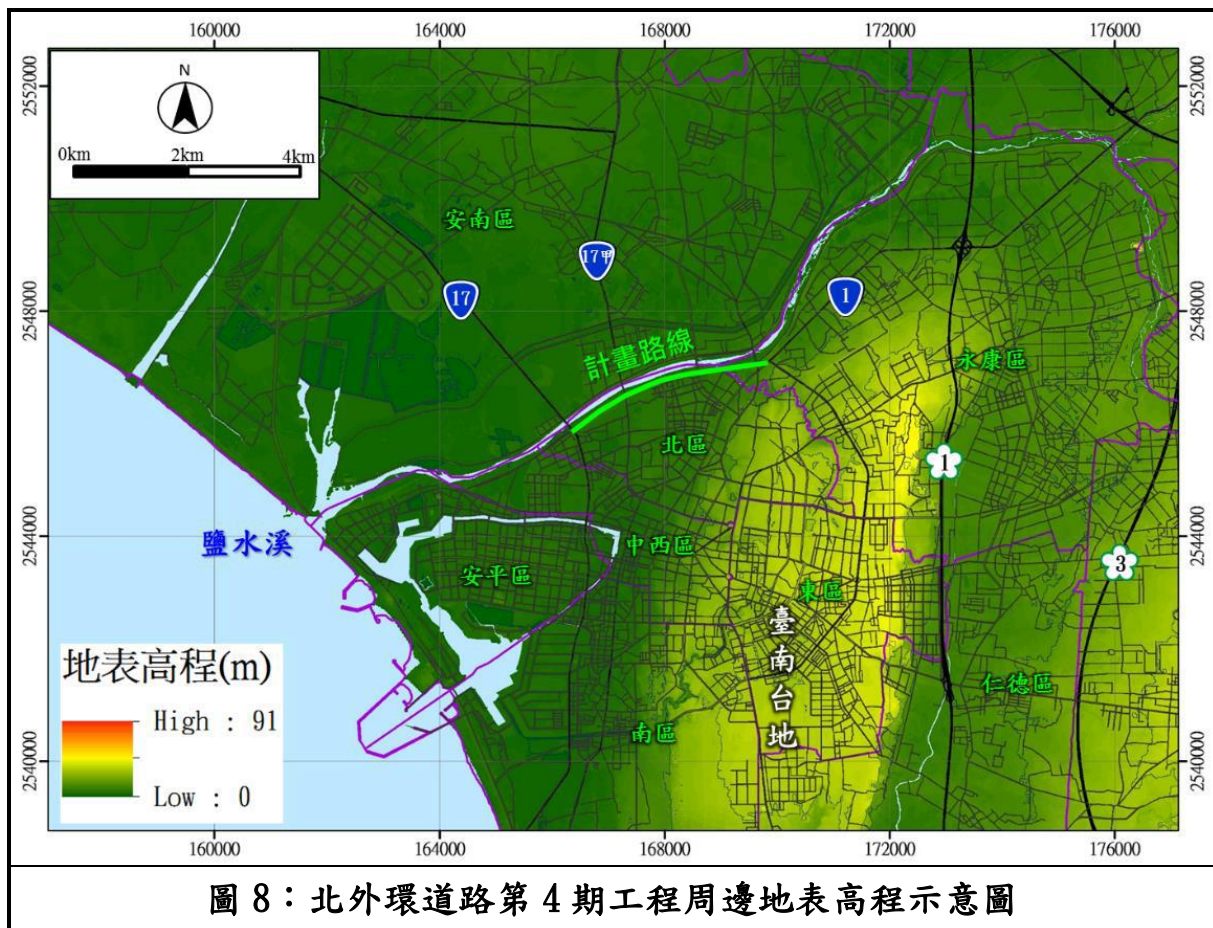 160000 164000 168000 172000 176000
2552000 2552000
N
0km 2km 4km
安南區
17甲
17
1
2548000 2548000
計畫路線
永康區
北區
1
鹽水溪
2544000 2544000
中西區
3
安平區
東區
臺南台地
地表高程(m)
仁德區
High : 91
南區
Low : 0
2540000 2540000
160000 164000 168000 172000 176000
圖 8：北外環道路第 4 期工程周邊地表高程示意圖